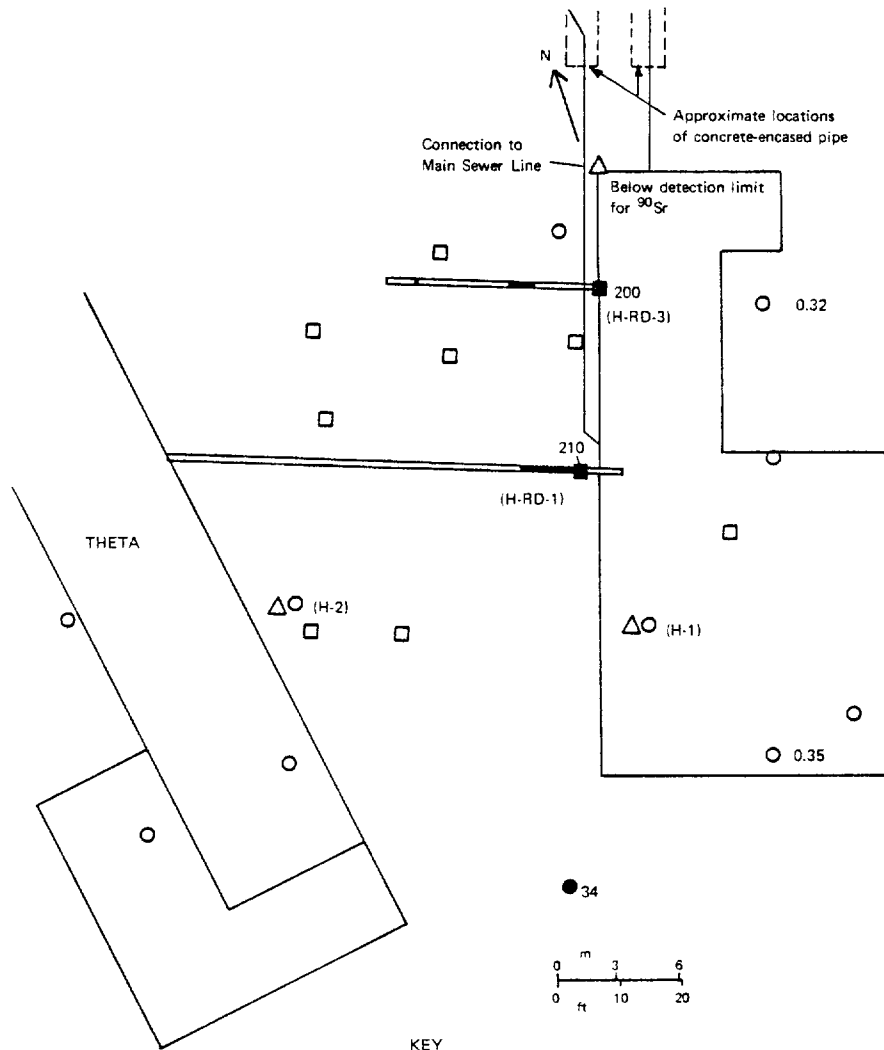 N
Approximate locations
of concrete-encased pipe
Connection to
Main Sewer Line
Below detection limit
for ⁹⁰Sr
200
(H-RD-3)
0.32
210
(H-RD-1)
THETA
(H-2)
(H-1)
0.35
34
0 m 3 6
0 10 20
ft
KEY